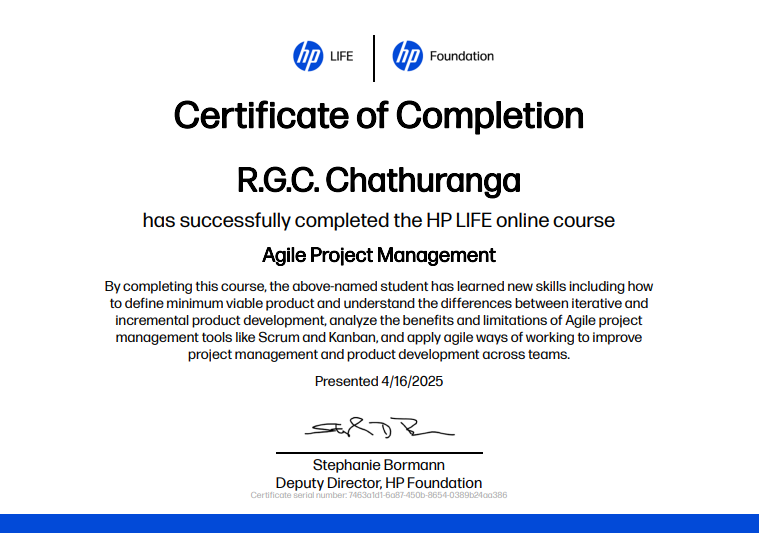 hp LIFE hp Foundation
Certificate of Completion
R.G.C. Chathuranga
has successfully completed the HP LIFE online course
Agile Project Management
By completing this course, the above-named student has learned new skills including how
to define minimum viable product and understand the differences between iterative and
incremental product development, analyze the benefits and limitations of Agile project
management tools like Scrum and Kanban, and apply agile ways of working to improve
project management and product development across teams.
Presented 4/16/2025
Stephanie Bormann
Deputy Director, HP Foundation
Certificate serial number: 7463a1d1-6a87-450b-8654-0389b24aa386